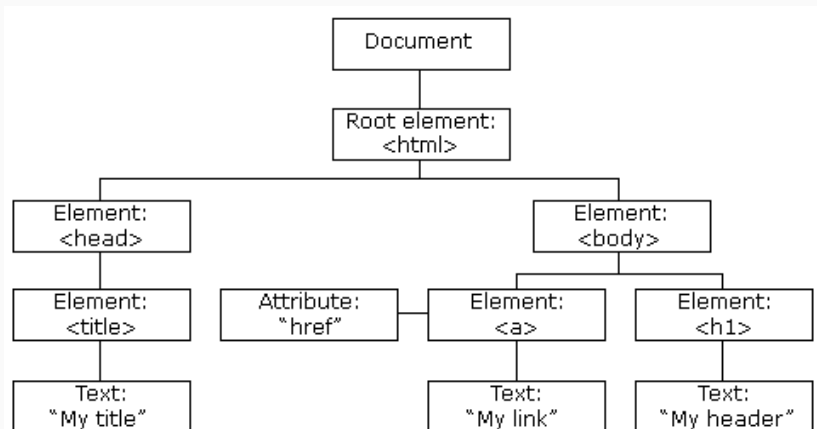 Document
Root element:
<html>
Element:
<head>
Element:
<body>
Element:
<title>
Attribute:
“href”
Element:
<a>
Element:
<h1>
Text:
“My title”
Text:
“My link”
Text:
“My header”